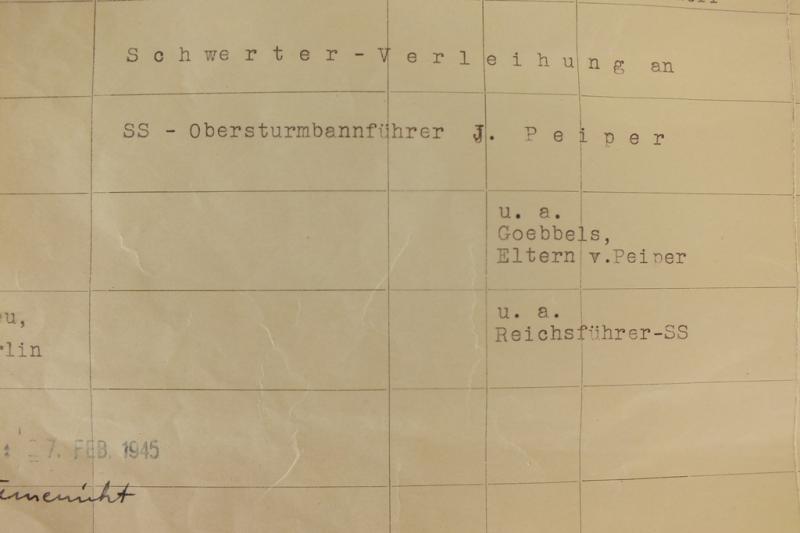 Schwerter-Verleihung an
SS - Obersturmbannführer J. Peiper
u. a.
Goebbels,
Eltern v.Peiper
u. a.
Reichsführer-SS
rlin
7. FEB. 1945